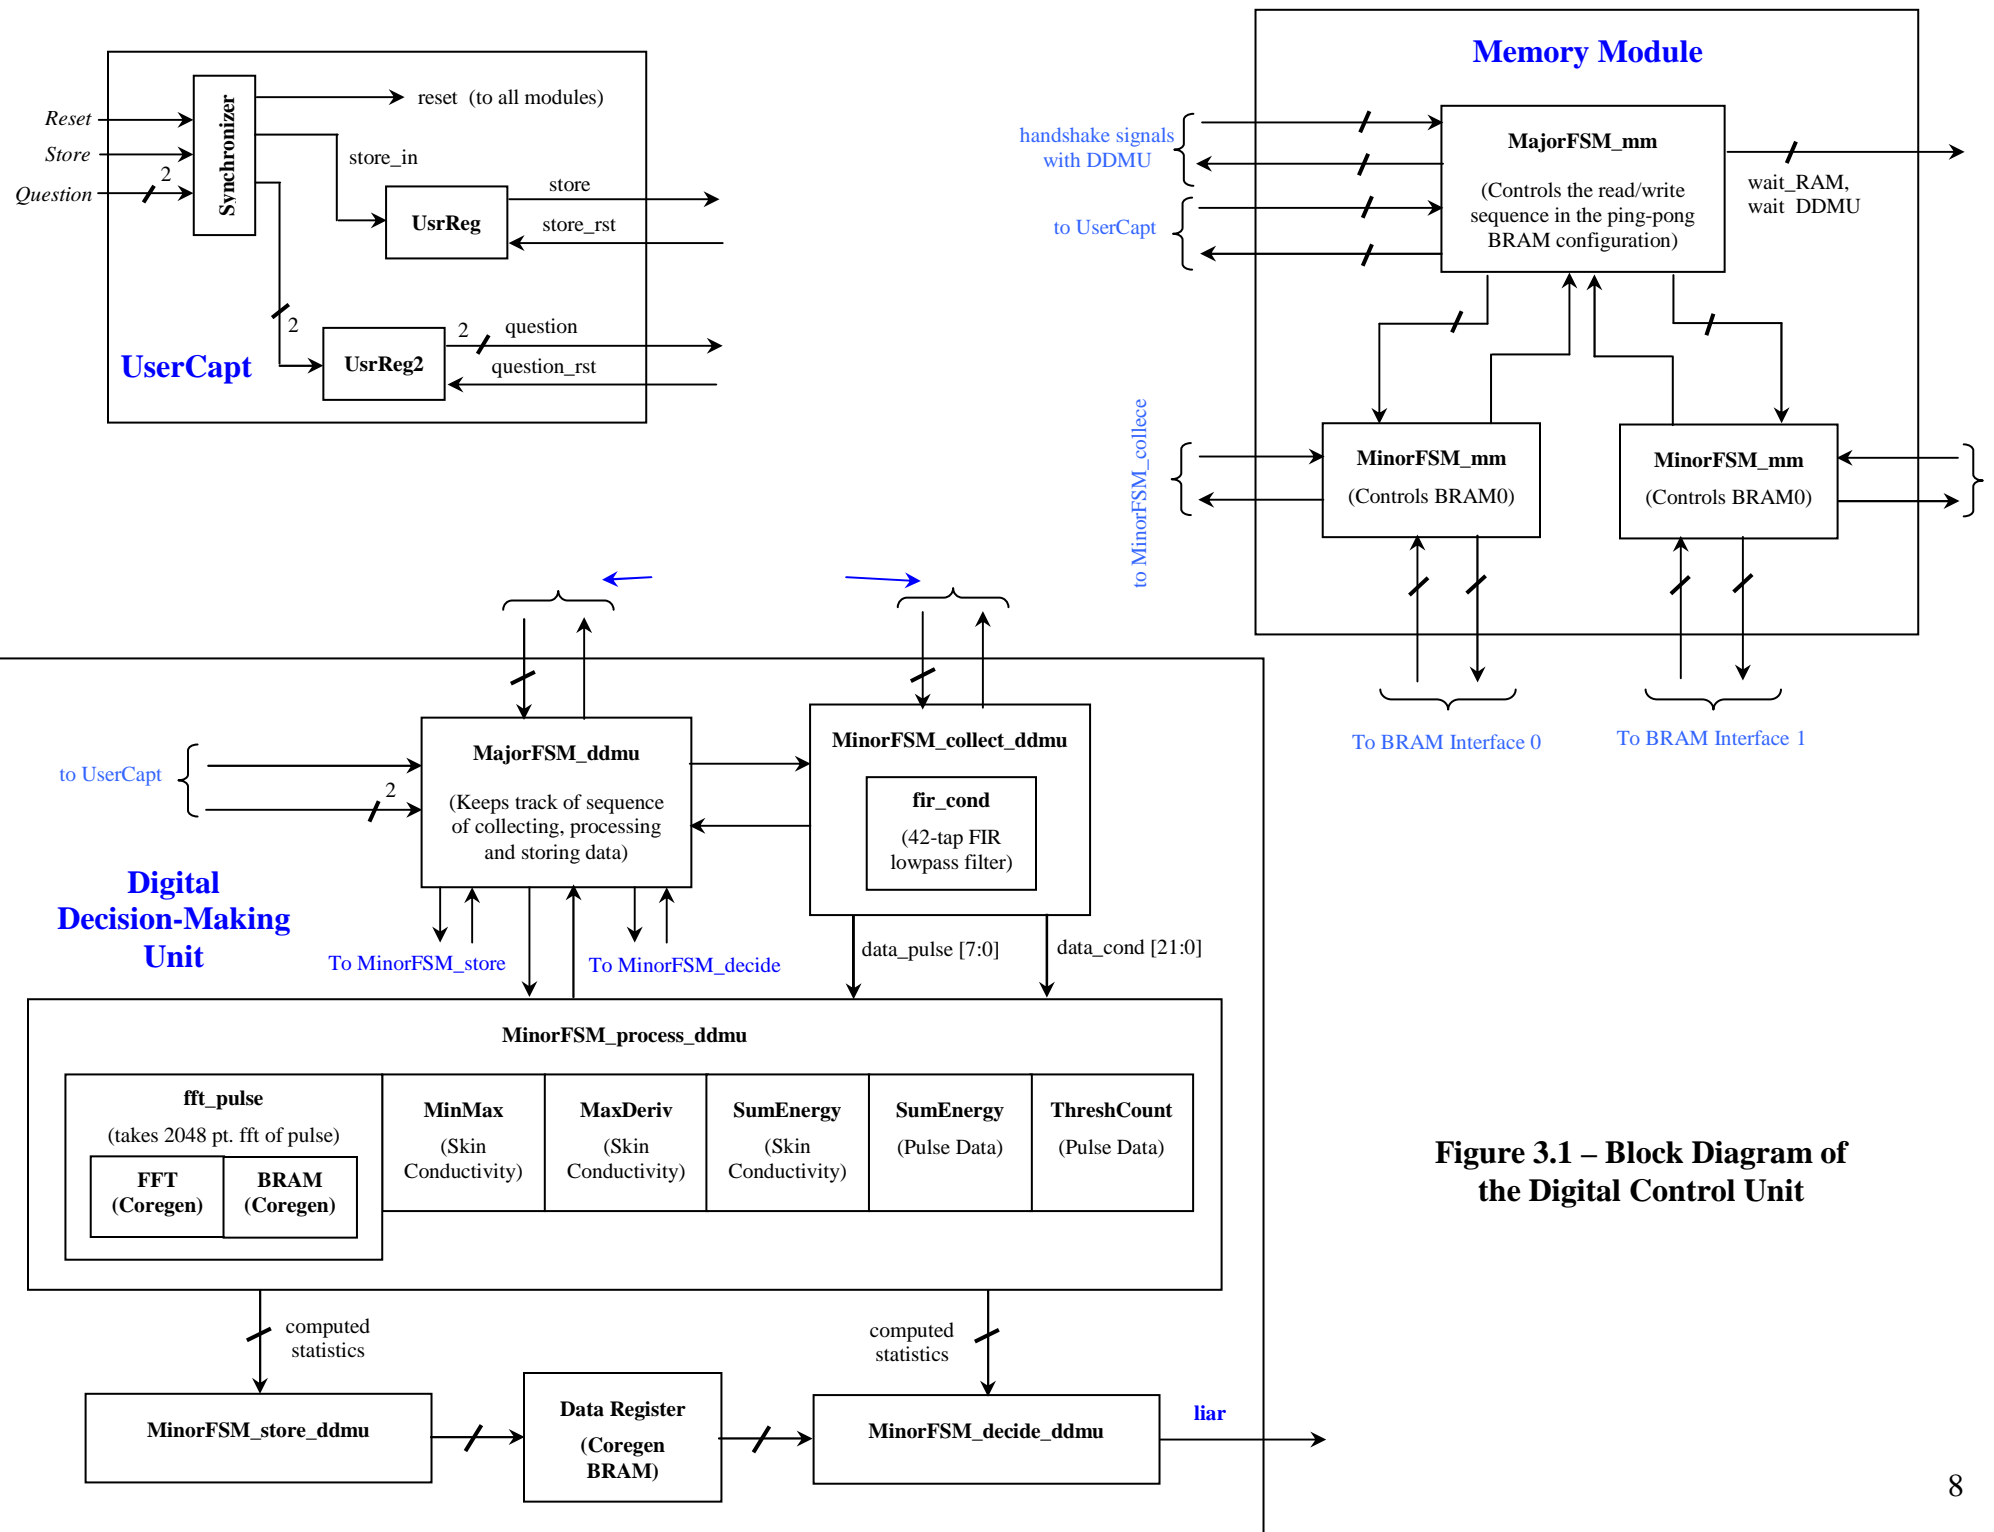 Reset
Store
Question
2
Synchronizer
reset (to all modules)
store_in
2
UsrReg
store
store_rst
UsrReg2
2
question
question_rst
UserCapt
Memory Module
handshake signals
with DDMU
to UserCapt
MajorFSM_mm
(Controls the read/write
sequence in the ping-pong
BRAM configuration)
wait_RAM,
wait_DDMU
to MinorFSM_collece
MinorFSM_mm
(Controls BRAM0)
MinorFSM_mm
(Controls BRAM0)
To BRAM Interface 0
To BRAM Interface 1
to UserCapt
2
MajorFSM_ddmu
(Keeps track of sequence
of collecting, processing
and storing data)
MinorFSM_collect_ddmu
fir_cond
(42-tap FIR
lowpass filter)
Digital
Decision-Making
Unit
To MinorFSM_store
To MinorFSM_decide
data_pulse [7:0]
data_cond [21:0]
MinorFSM_process_ddmu
fft_pulse
(takes 2048 pt. fft of pulse)
FFT
(Coregen)
BRAM
(Coregen)
MinMax
(Skin
Conductivity)
MaxDeriv
(Skin
Conductivity)
SumEnergy
(Skin
Conductivity)
SumEnergy
(Pulse Data)
ThreshCount
(Pulse Data)
Figure 3.1 – Block Diagram of
the Digital Control Unit
computed
statistics
computed
statistics
MinorFSM_store_ddmu
Data Register
(Coregen
BRAM)
MinorFSM_decide_ddmu
liar
8